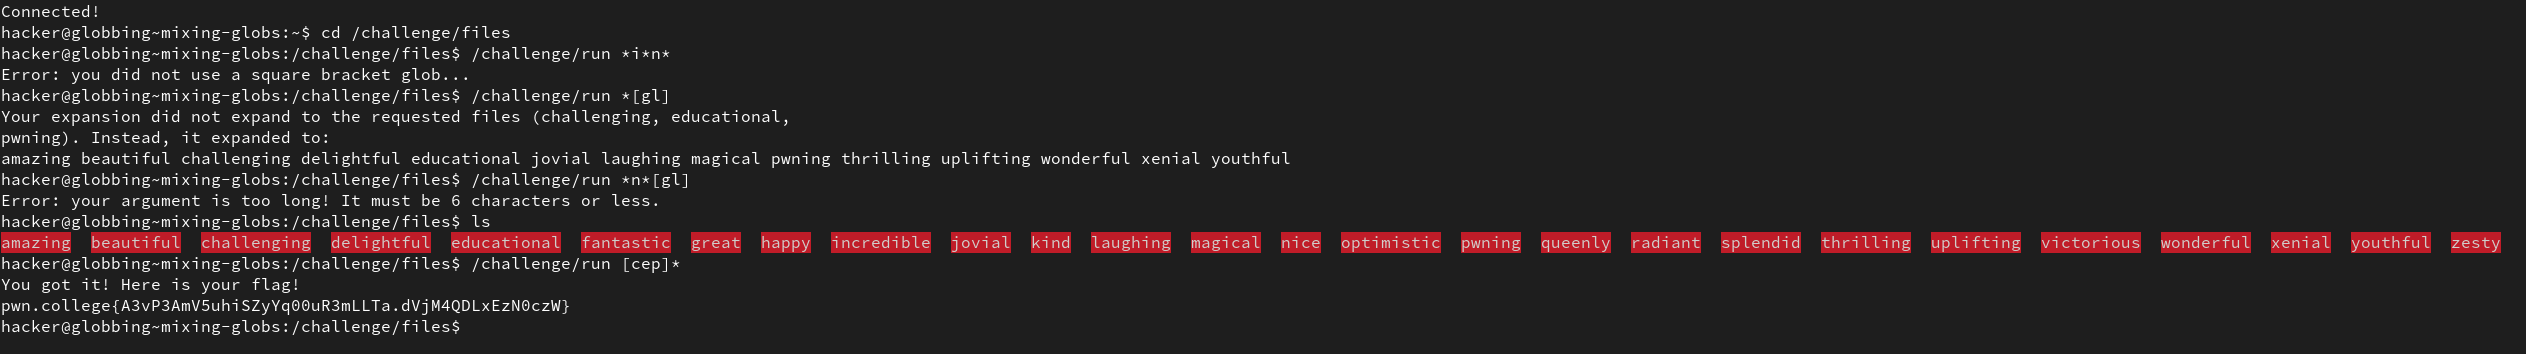 Connected!
hacker@globbing~mixing-globs:~$ cd /challenge/files
hacker@globbing~mixing-globs:/challenge/files$ /challenge/run *i*n*
Error: you did not use a square bracket glob...
hacker@globbing~mixing-globs:/challenge/files$ /challenge/run *[gl]
Your expansion did not expand to the requested files (challenging, educational,
pwning). Instead, it expanded to:
amazing beautiful challenging delightful educational jovial laughing magical pwning thrilling uplifting wonderful xenial youthful
hacker@globbing~mixing-globs:/challenge/files$ /challenge/run *n*[gl]
Error: your argument is too long! It must be 6 characters or less.
hacker@globbing~mixing-globs:/challenge/files$ ls
amazing beautiful challenging delightful educational fantastic great happy incredible jovial kind laughing magical nice optimistic pwning queenly radiant splendid thrilling uplifting victorious wonderful xenial youthful zesty
hacker@globbing~mixing-globs:/challenge/files$ /challenge/run [cep]*
You got it! Here is your flag!
pwn.college{A3vP3AmV5uhiSZyYq00uR3mLLTa.dVjM4QDLxEzN0czW}
hacker@globbing~mixing-globs:/challenge/files$